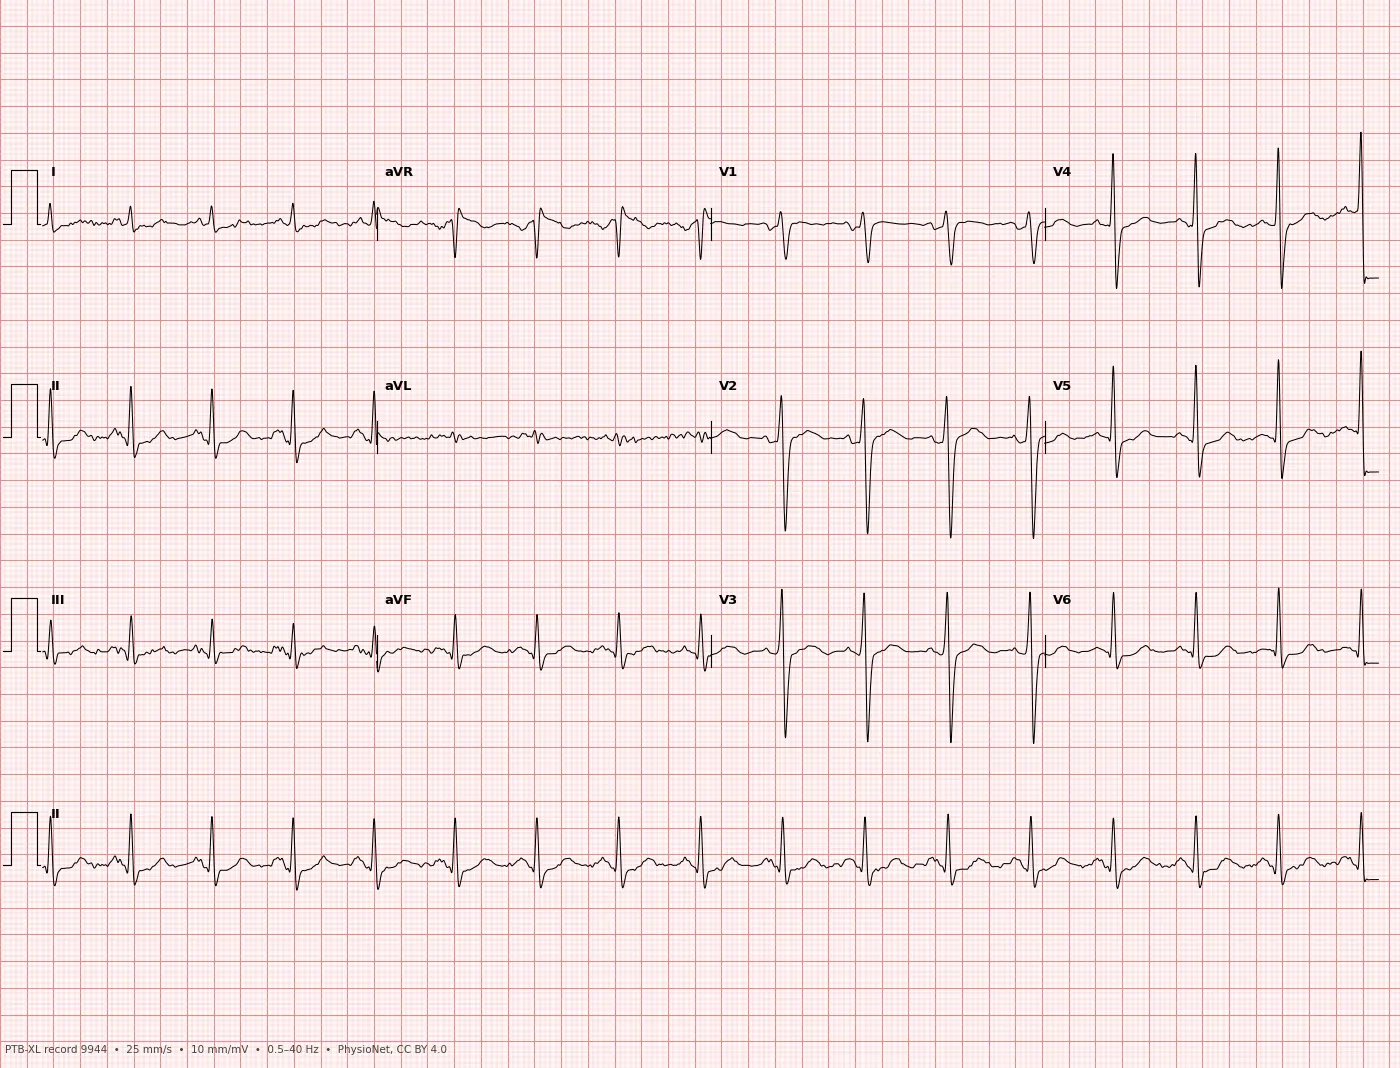 I aVR V1 V4
II aVL V2 V5
III aVF V3 V6
II
PTB-XL record 9944 • 25 mm/s • 10 mm/mV • 0.5–40 Hz • PhysioNet, CC BY 4.0